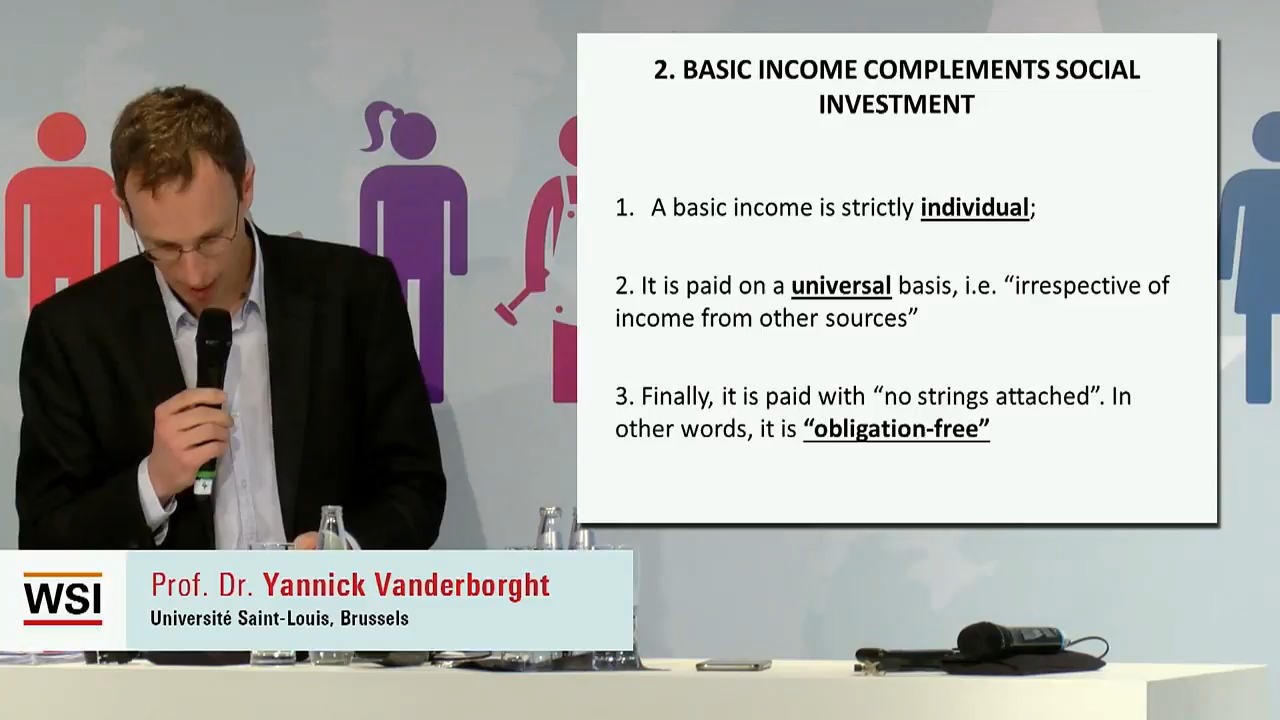 2. BASIC INCOME COMPLEMENTS SOCIAL
INVESTMENT
1. A basic income is strictly individual;
2. It is paid on a universal basis, i.e. “irrespective of
income from other sources”
3. Finally, it is paid with “no strings attached”. In
other words, it is “obligation-free”
WSI
Prof. Dr. Yannick Vanderborght
Université Saint-Louis, Brussels